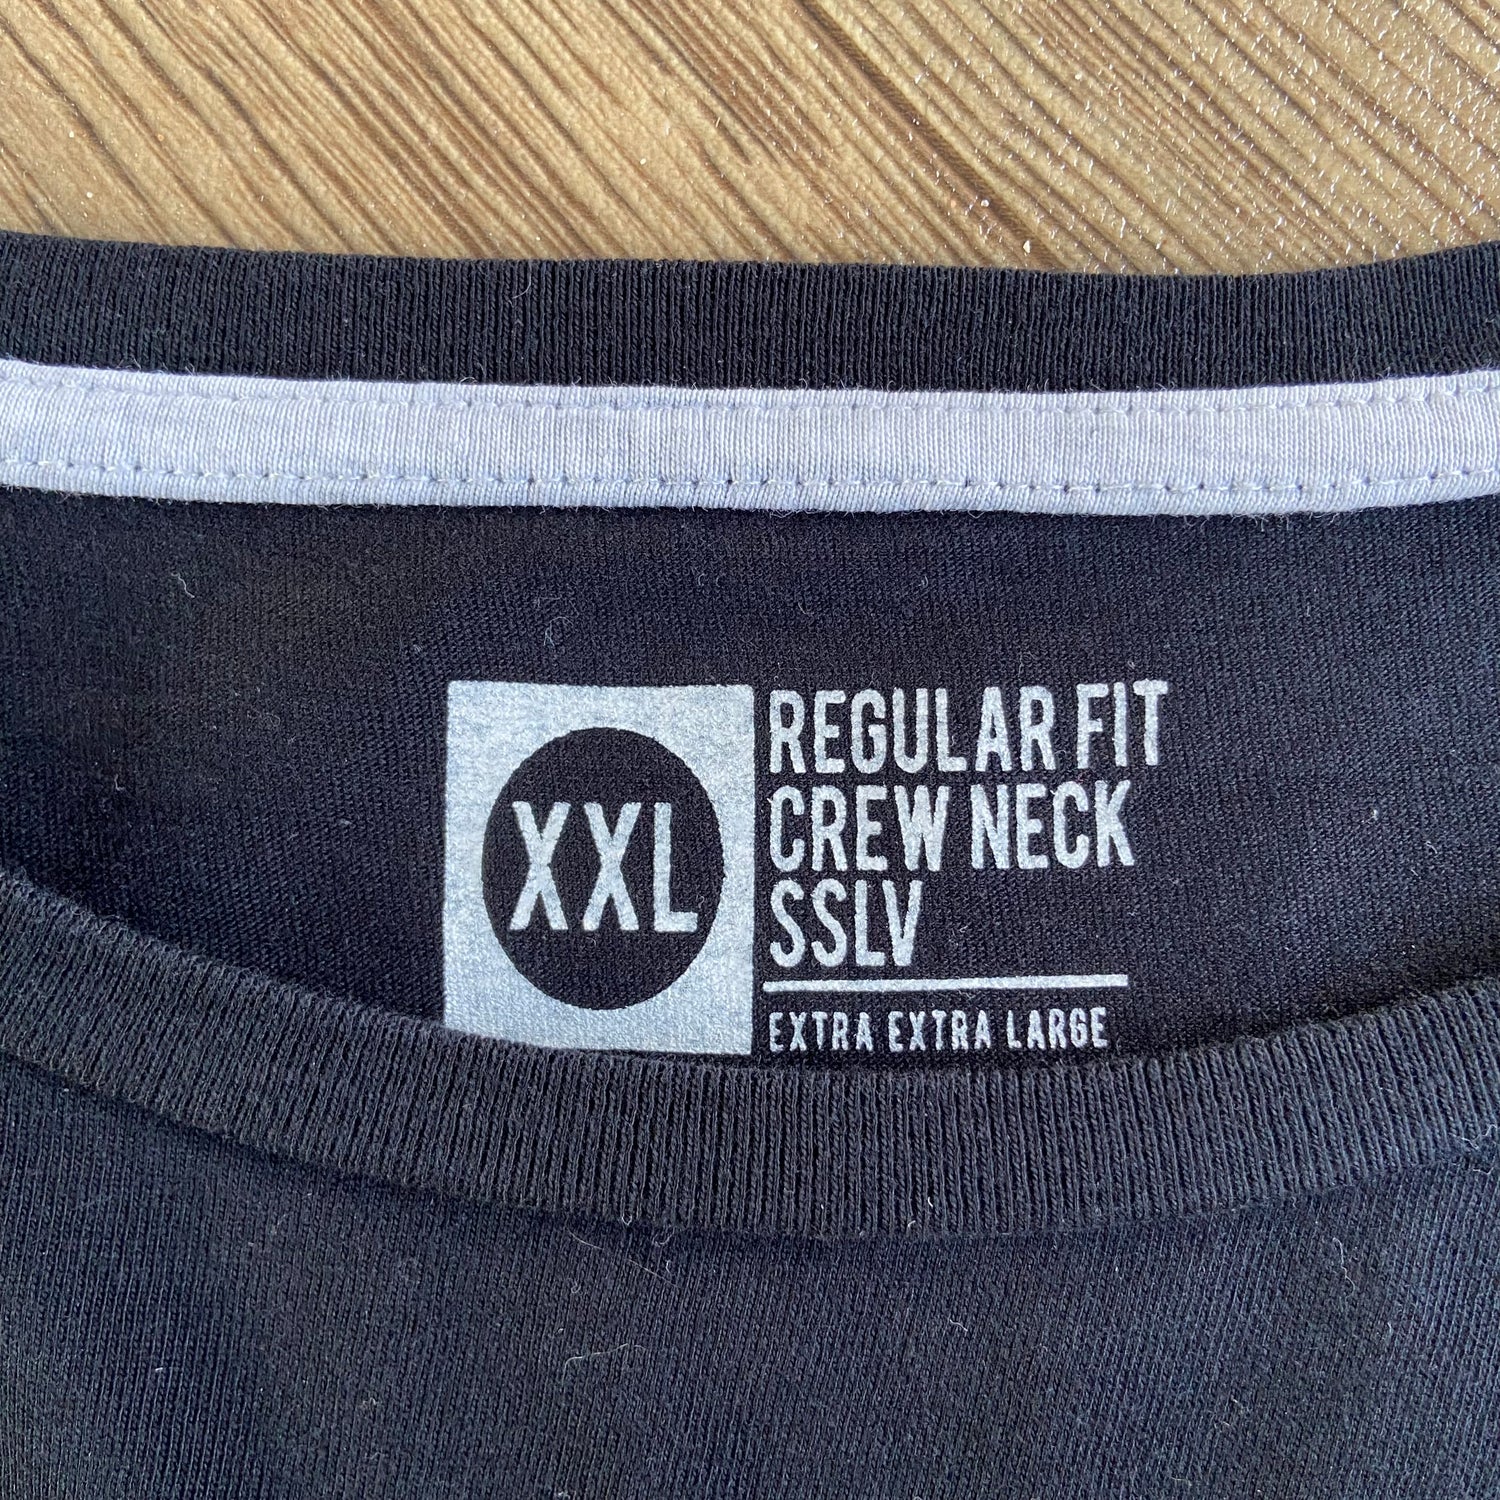 XXL
REGULAR FIT
CREW NECK
SSLV
EXTRA EXTRA LARGE